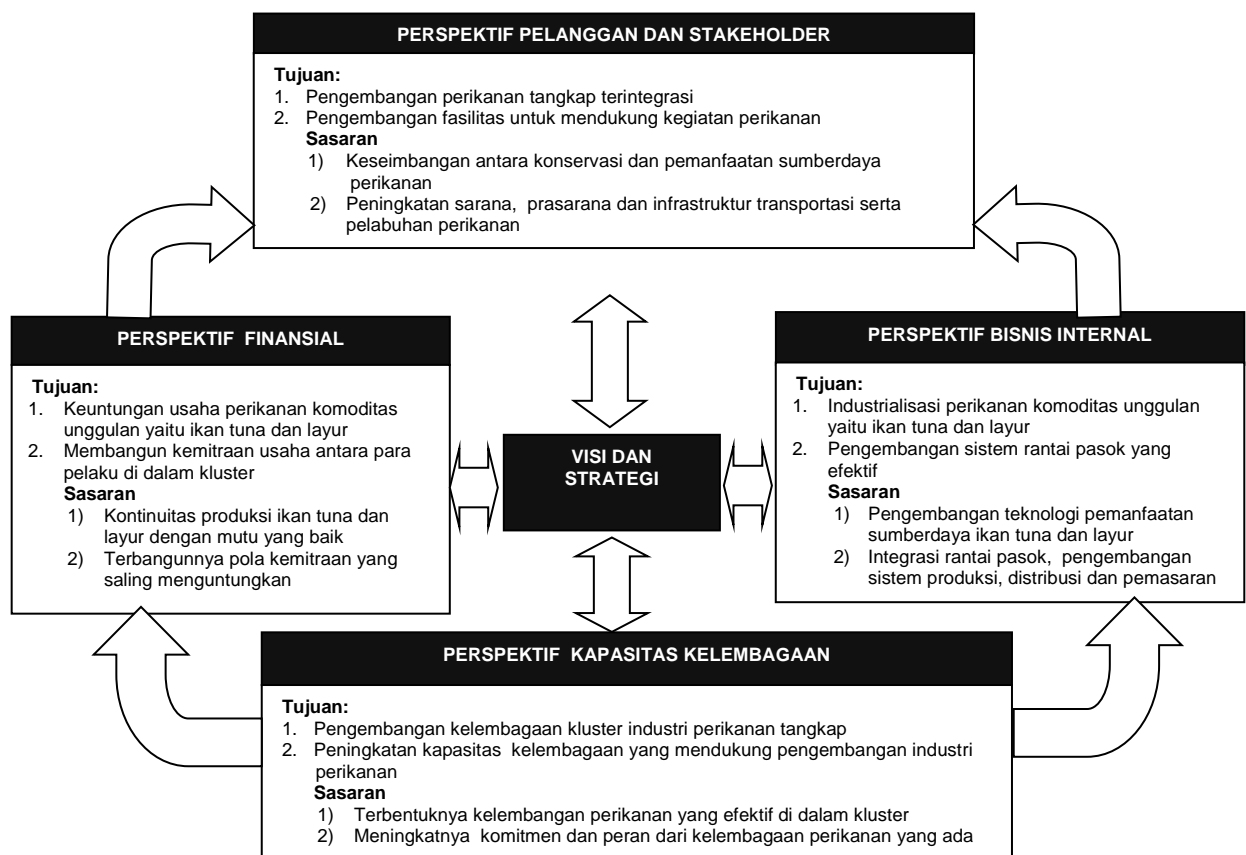 PERSPEKTIF PELANGGAN DAN STAKEHOLDER
Tujuan:
1. Pengembangan perikanan tangkap terintegrasi
2. Pengembangan fasilitas untuk mendukung kegiatan perikanan
Sasaran
1) Keseimbangan antara konservasi dan pemanfaatan sumberdaya
perikanan
2) Peningkatan sarana, prasarana dan infrastruktur transportasi serta
pelabuhan perikanan
PERSPEKTIF FINANSIAL
Tujuan:
1. Keuntungan usaha perikanan komoditas
unggulan yaitu ikan tuna dan layur
2. Membangun kemitraan usaha antara para
pelaku di dalam kluster
Sasaran
1) Kontinuitas produksi ikan tuna dan
layur dengan mutu yang baik
2) Terbangunnya pola kemitraan yang
saling menguntungkan
VISI DAN
STRATEGI
PERSPEKTIF BISNIS INTERNAL
Tujuan:
1. Industrialisasi perikanan komoditas unggulan
yaitu ikan tuna dan layur
2. Pengembangan sistem rantai pasok yang
efektif
Sasaran
1) Pengembangan teknologi pemanfaatan
sumberdaya ikan tuna dan layur
2) Integrasi rantai pasok, pengembangan
sistem produksi, distribusi dan pemasaran
PERSPEKTIF KAPASITAS KELEMBAGAAN
Tujuan:
1. Pengembangan kelembagaan kluster industri perikanan tangkap
2. Peningkatan kapasitas kelembagaan yang mendukung pengembangan industri
perikanan
Sasaran
1) Terbentuknya kelembangan perikanan yang efektif di dalam kluster
2) Meningkatnya komitmen dan peran dari kelembagaan perikanan yang ada